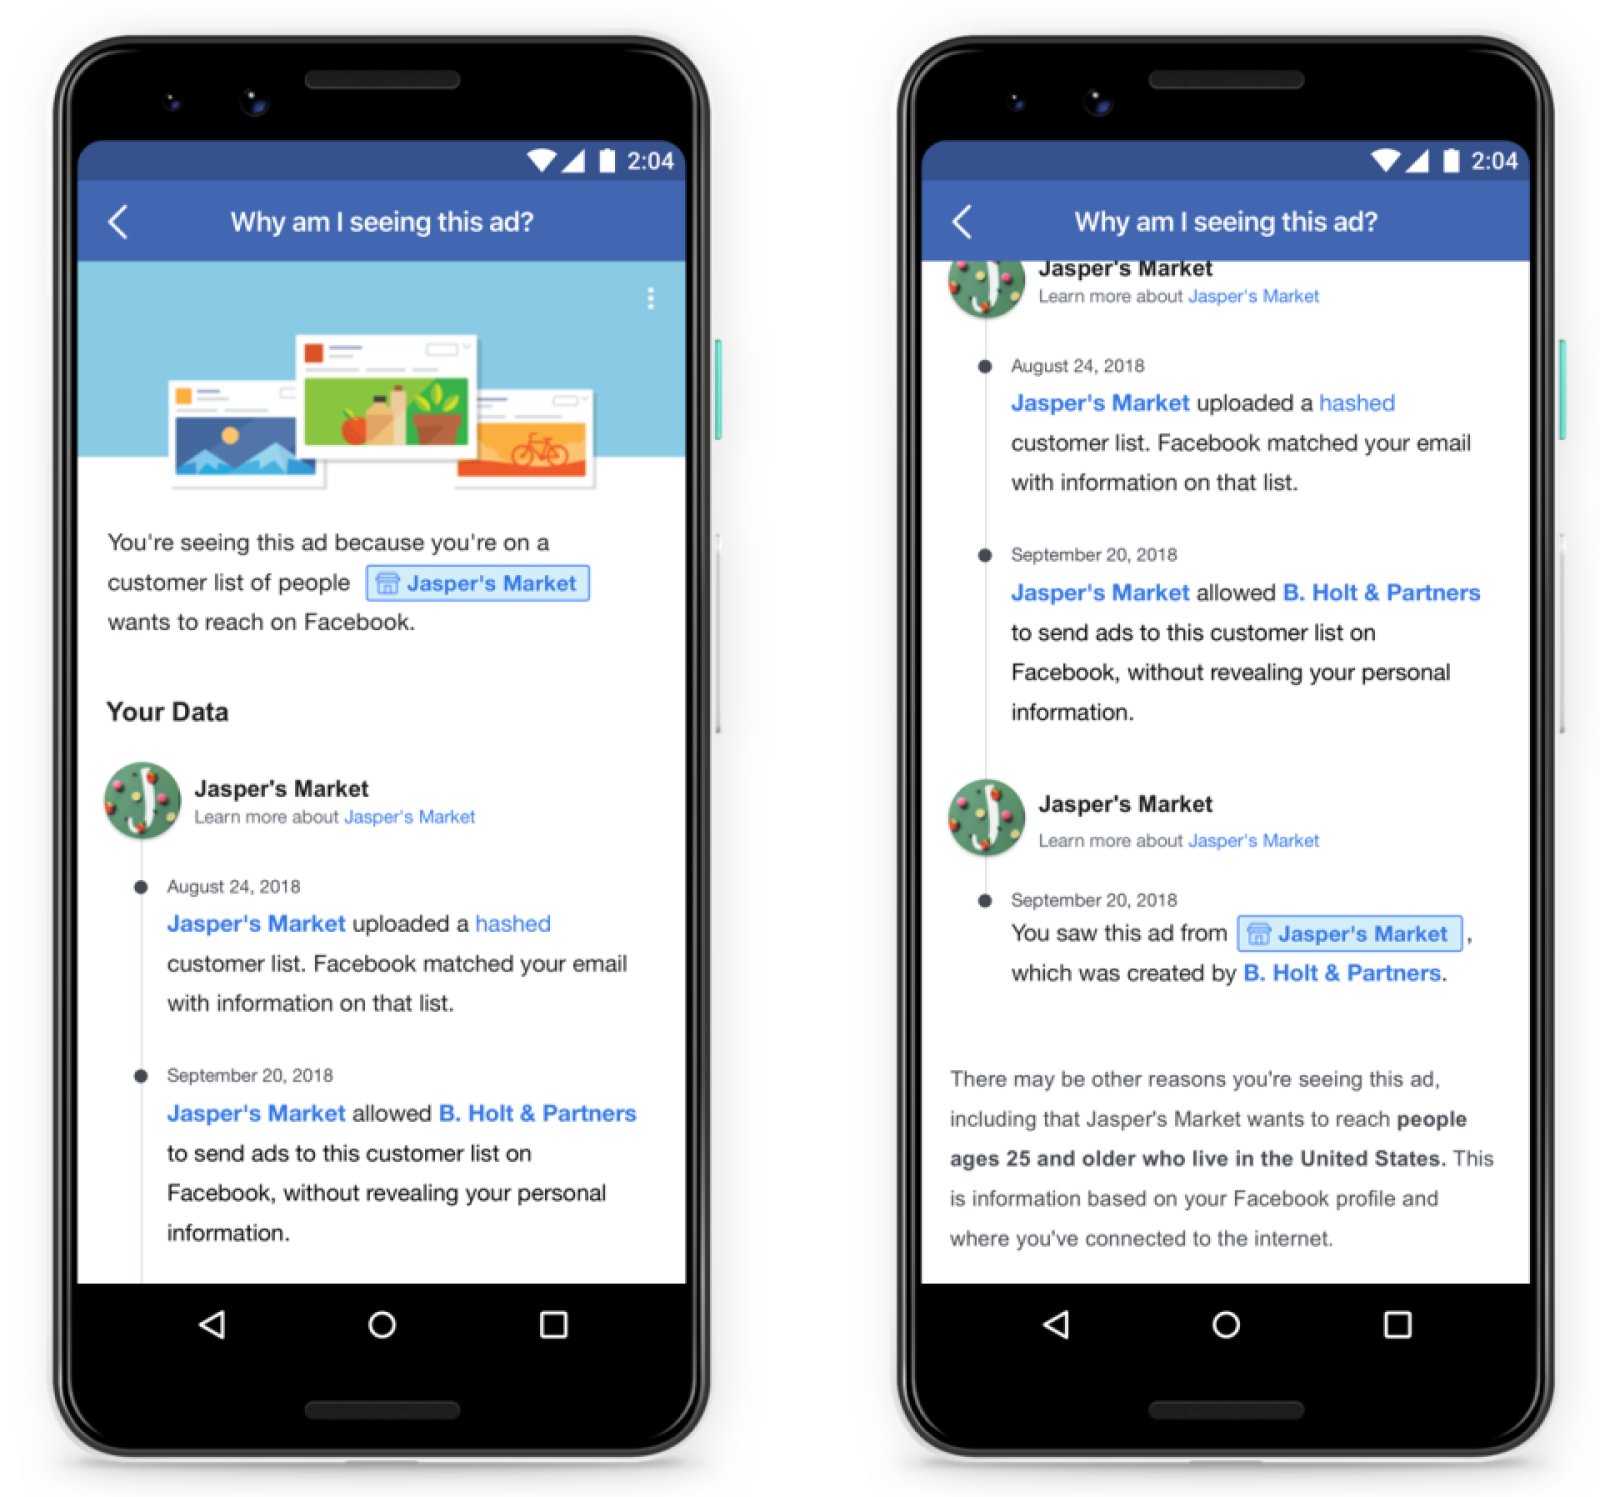 2:04
Why am I seeing this ad?
You're seeing this ad because you're on a
customer list of people Jasper's Market
wants to reach on Facebook.
Your Data
Jasper's Market
Learn more about Jasper's Market
August 24, 2018
Jasper's Market uploaded a hashed
customer list. Facebook matched your email
with information on that list.
September 20, 2018
Jasper's Market allowed B. Holt & Partners
to send ads to this customer list on
Facebook, without revealing your personal
information.
2:04
Why am I seeing this ad?
Jasper's Market
Learn more about Jasper's Market
August 24, 2018
Jasper's Market uploaded a hashed
customer list. Facebook matched your email
with information on that list.
September 20, 2018
Jasper's Market allowed B. Holt & Partners
to send ads to this customer list on
Facebook, without revealing your personal
information.
Jasper's Market
Learn more about Jasper's Market
September 20, 2018
You saw this ad from Jasper's Market ,
which was created by B. Holt & Partners.
There may be other reasons you're seeing this ad,
including that Jasper's Market wants to reach people
ages 25 and older who live in the United States. This
is information based on your Facebook profile and
where you've connected to the internet.